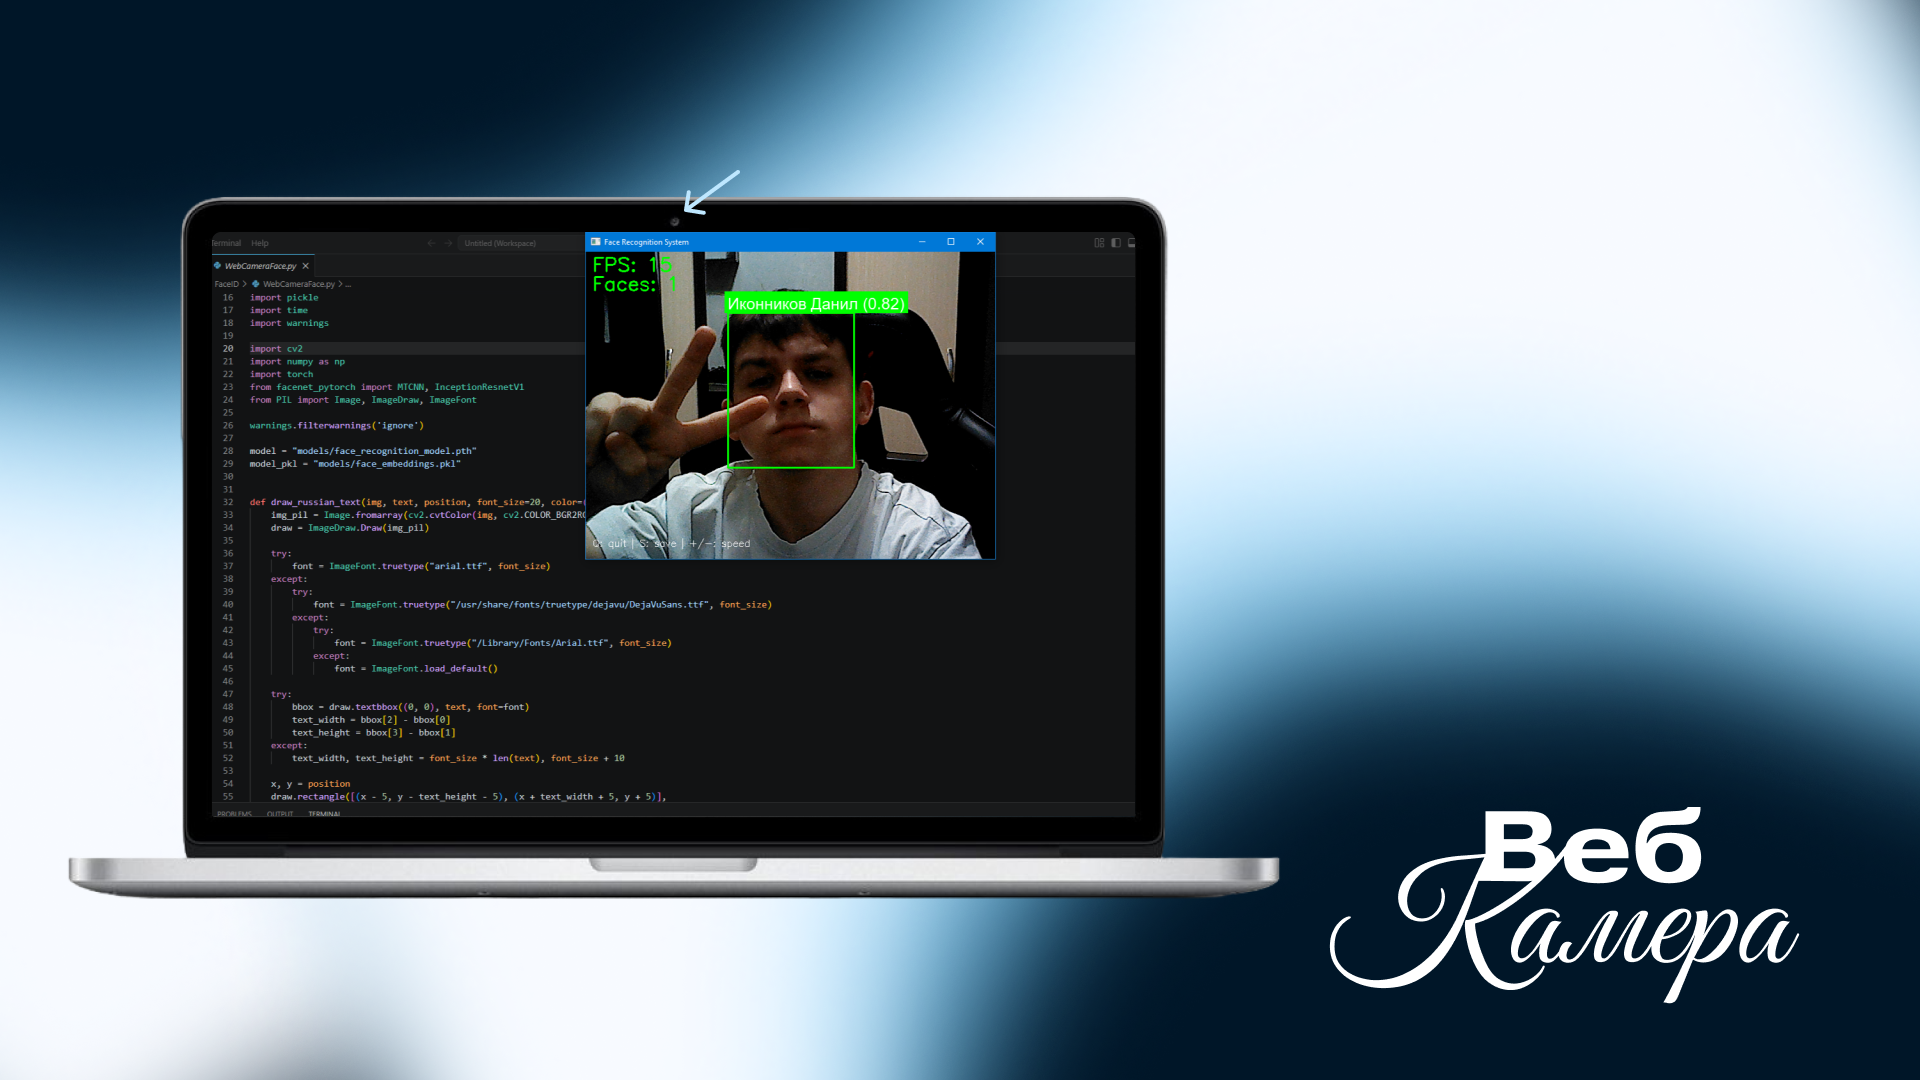 Terminal Help
Untitled (Workspace)
Face Recognition System
WebCameraFace.py
FaceID > WebCameraFace.py > ...
FPS: 15
Faces: 1
Иконников Данил (0.82)
Q: quit | S: save | +/-: speed
16 import pickle
17 import time
18 import warnings
19
20 import cv2
21 import numpy as np
22 import torch
23 from facenet_pytorch import MTCNN, InceptionResnetV1
24 from PIL import Image, ImageDraw, ImageFont
25
26 warnings.filterwarnings('ignore')
27
28 model = "models/face_recognition_model.pth"
29 model_pkl = "models/face_embeddings.pkl"
30
31
32 def draw_russian_text(img, text, position, font_size=20, color=(
33 img_pil = Image.fromarray(cv2.cvtColor(img, cv2.COLOR_BGR2RG
34 draw = ImageDraw.Draw(img_pil)
35
36 try:
37 font = ImageFont.truetype("arial.ttf", font_size)
38 except:
39 try:
40 font = ImageFont.truetype("/usr/share/fonts/truetype/dejavu/DejaVuSans.ttf", font_size)
41 except:
42 try:
43 font = ImageFont.truetype("/Library/Fonts/Arial.ttf", font_size)
44 except:
45 font = ImageFont.load_default()
46
47 try:
48 bbox = draw.textbbox((0, 0), text, font=font)
49 text_width = bbox[2] - bbox[0]
50 text_height = bbox[3] - bbox[1]
51 except:
52 text_width, text_height = font_size * len(text), font_size + 10
53
54 x, y = position
55 draw.rectangle([(x - 5, y - text_height - 5), (x + text_width + 5, y + 5)],
PROBLEMS OUTPUT TERMINAL
Веб
Камера